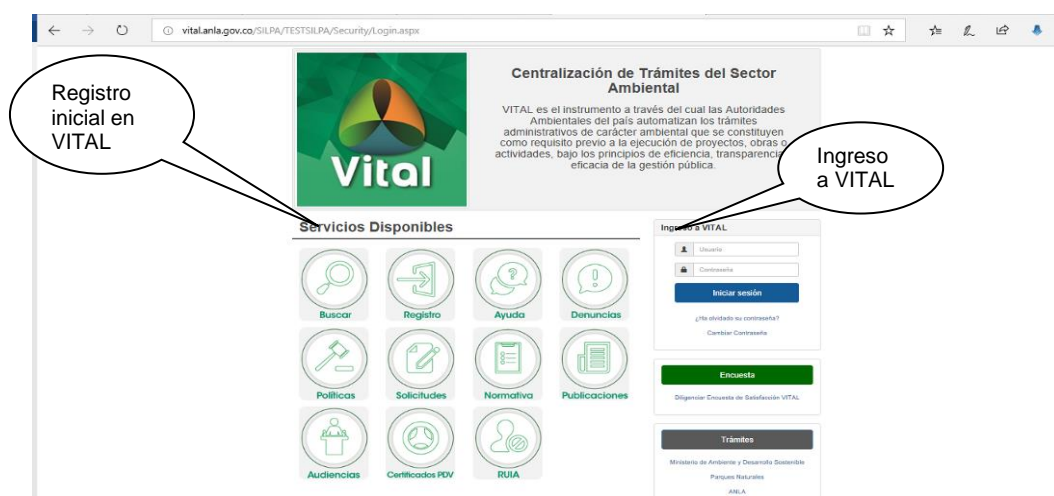 vital.anla.gov.co/SILPA/TESTSILPA/Security/Login.aspx
Registro
inicial en
VITAL
Vital
Centralización de Trámites del Sector
Ambiental
VITAL es el instrumento a través del cual las Autoridades
Ambientales del país automatizan los trámites
administrativos de carácter ambiental que se constituyen
como requisito previo a la ejecución de proyectos, obras o
actividades, bajo los principios de eficiencia, transparencia
eficacia de la gestión pública.
Ingreso
a VITAL
Servicios Disponibles
Buscar
Registro
Ayuda
Denuncias
Políticas
Solicitudes
Normativa
Publicaciones
Audiencias
Certificados PDV
RUIA
Ingreso a VITAL
Usuario
Contraseña
Iniciar sesión
¿Ha olvidado su contraseña?
Cambiar Contraseña
Encuesta
Diligenciar Encuesta de Satisfacción VITAL
Trámites
Ministerio de Ambiente y Desarrollo Sostenible
Parques Naturales
ANLA